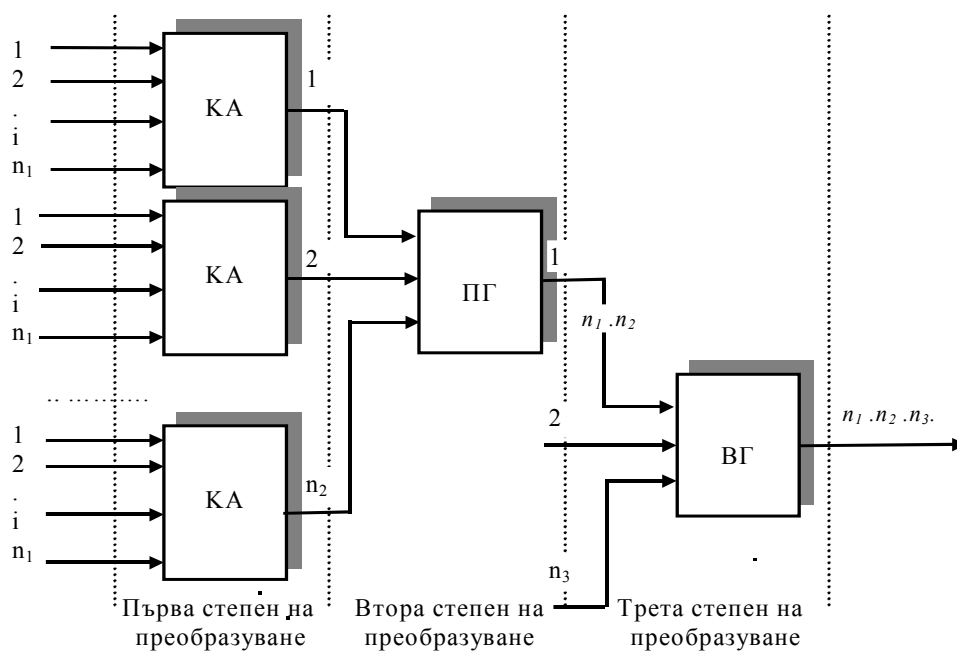 1
2
.
i
n₁
КА
1
1
2
.
i
n₁
КА
2
ПГ
1
n₁ .n₂
.. ..........
1
2
.
i
n₁
КА
n₂
2
n₃
ВГ
n₁ .n₂ .n₃.
Първа степен на
преобразуване
Втора степен на
преобразуване
Трета степен на
преобразуване